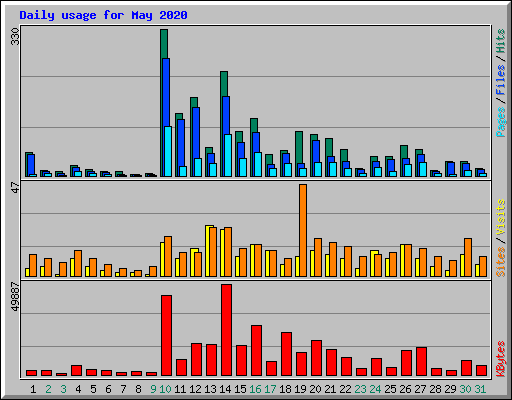 Daily usage for May 2020
330
47
49887
Pages / Files / Hits
Sites / Visits
KBytes
1 2 3 4 5 6 7 8 9 10 11 12 13 14 15 16 17 18 19 20 21 22 23 24 25 26 27 28 29 30 31